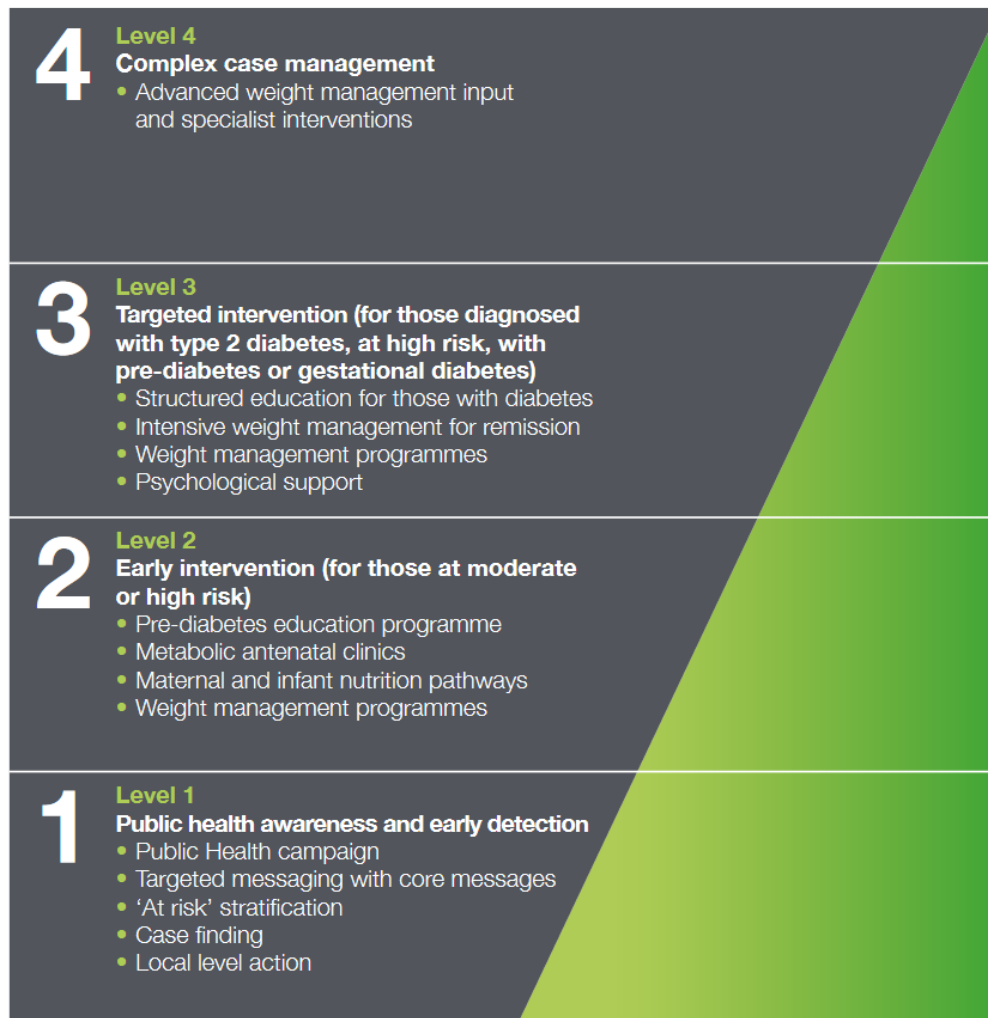 4
Level 4
Complex case management
• Advanced weight management input
and specialist interventions
3
Level 3
Targeted intervention (for those diagnosed
with type 2 diabetes, at high risk, with
pre-diabetes or gestational diabetes)
• Structured education for those with diabetes
• Intensive weight management for remission
• Weight management programmes
• Psychological support
2
Level 2
Early intervention (for those at moderate
or high risk)
• Pre-diabetes education programme
• Metabolic antenatal clinics
• Maternal and infant nutrition pathways
• Weight management programmes
1
Level 1
Public health awareness and early detection
• Public Health campaign
• Targeted messaging with core messages
• ‘At risk’ stratification
• Case finding
• Local level action